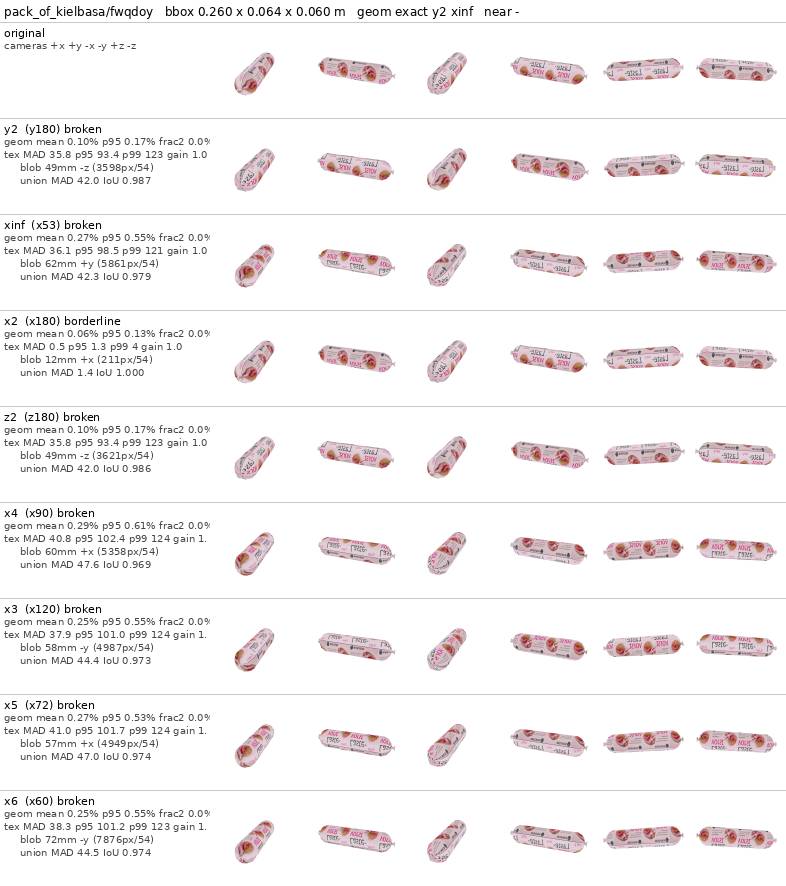 pack_of_kielbasa/fwqdoy bbox 0.260 x 0.064 x 0.060 m geom exact y2 xinf near -
original
cameras +x +y -x -y +z -z
y2 (y180) broken
geom mean 0.10% p95 0.17% frac2 0.0%
tex MAD 35.8 p95 93.4 p99 123 gain 1.0
blob 49mm -z (3598px/54)
union MAD 42.0 IoU 0.987
xinf (x53) broken
geom mean 0.27% p95 0.55% frac2 0.0%
tex MAD 36.1 p95 98.5 p99 121 gain 1.0
blob 62mm +y (5861px/54)
union MAD 42.3 IoU 0.979
x2 (x180) borderline
geom mean 0.06% p95 0.13% frac2 0.0%
tex MAD 0.5 p95 1.3 p99 4 gain 1.0
blob 12mm +x (211px/54)
union MAD 1.4 IoU 1.000
z2 (z180) broken
geom mean 0.10% p95 0.17% frac2 0.0%
tex MAD 35.8 p95 93.4 p99 123 gain 1.0
blob 49mm -z (3621px/54)
union MAD 42.0 IoU 0.986
x4 (x90) broken
geom mean 0.29% p95 0.61% frac2 0.0%
tex MAD 40.8 p95 102.4 p99 124 gain 1.
blob 60mm +x (5358px/54)
union MAD 47.6 IoU 0.969
x3 (x120) broken
geom mean 0.25% p95 0.55% frac2 0.0%
tex MAD 37.9 p95 101.0 p99 124 gain 1.
blob 58mm -y (4987px/54)
union MAD 44.4 IoU 0.973
x5 (x72) broken
geom mean 0.27% p95 0.53% frac2 0.0%
tex MAD 41.0 p95 101.7 p99 124 gain 1.
blob 57mm +x (4949px/54)
union MAD 47.0 IoU 0.974
x6 (x60) broken
geom mean 0.25% p95 0.55% frac2 0.0%
tex MAD 38.3 p95 101.2 p99 123 gain 1.
blob 72mm -y (7876px/54)
union MAD 44.5 IoU 0.974